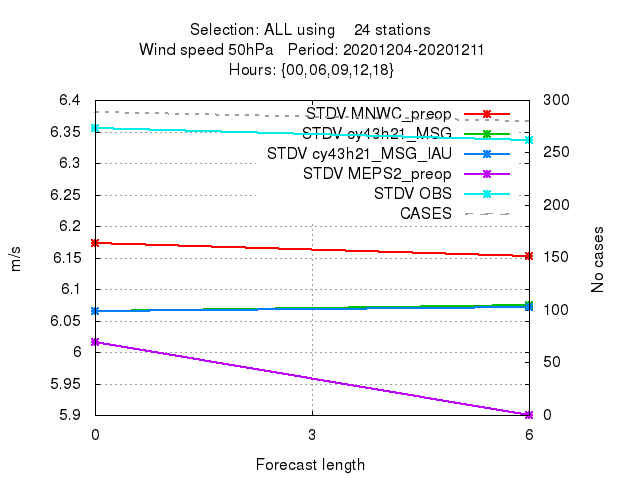 Selection: ALL using    24 stations
Wind speed 50hPa   Period: 20201204-20201211
Hours: {00,06,09,12,18}
6.4
6.35
6.3
6.25
6.2
6.15
6.1
6.05
6
5.95
5.9
m/s
STDV MNWC_preop
STDV cy43h21_MSG
STDV cy43h21_MSG_IAU
STDV MEPS2_preop
STDV OBS
CASES
300
250
200
150
100
50
0
No cases
0
3
6
Forecast length